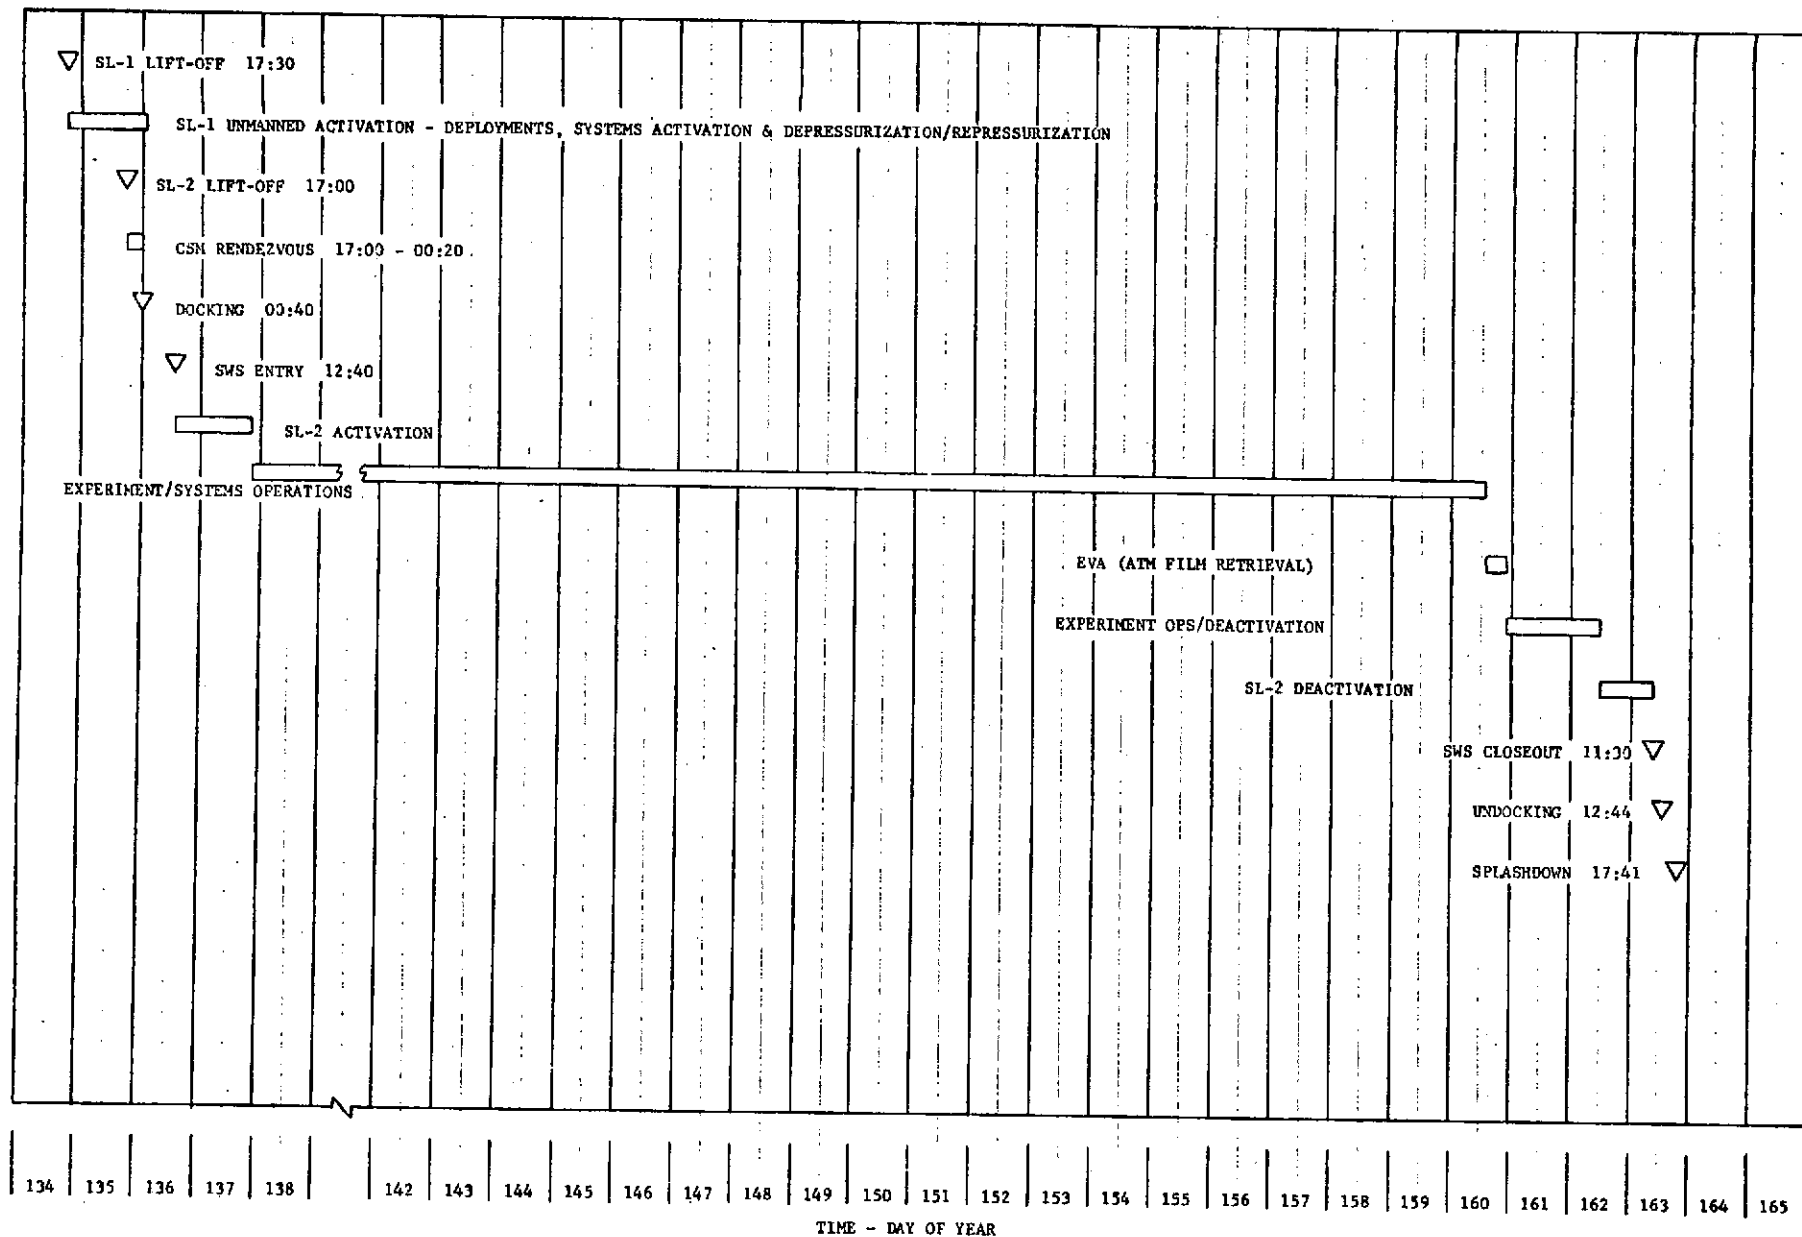 SL-1 LIFT-OFF 17:30
SL-1 UNMANNED ACTIVATION - DEPLOYMENTS, SYSTEMS ACTIVATION & DEPRESSURIZATION/REPRESSURIZATION
SL-2 LIFT-OFF 17:00
CSM RENDEZVOUS 17:00 - 00:20
DOCKING 00:40
SWS ENTRY 12:40
SL-2 ACTIVATION
EXPERIMENT/SYSTEMS OPERATIONS
EVA (ATM FILM RETRIEVAL)
EXPERIMENT OPS/DEACTIVATION
SL-2 DEACTIVATION
SWS CLOSEOUT 11:30
UNDOCKING 12:44
SPLASHDOWN 17:41
134 135 136 137 138 142 143 144 145 146 147 148 149 150 151 152 153 154 155 156 157 158 159 160 161 162 163 164 165
TIME - DAY OF YEAR